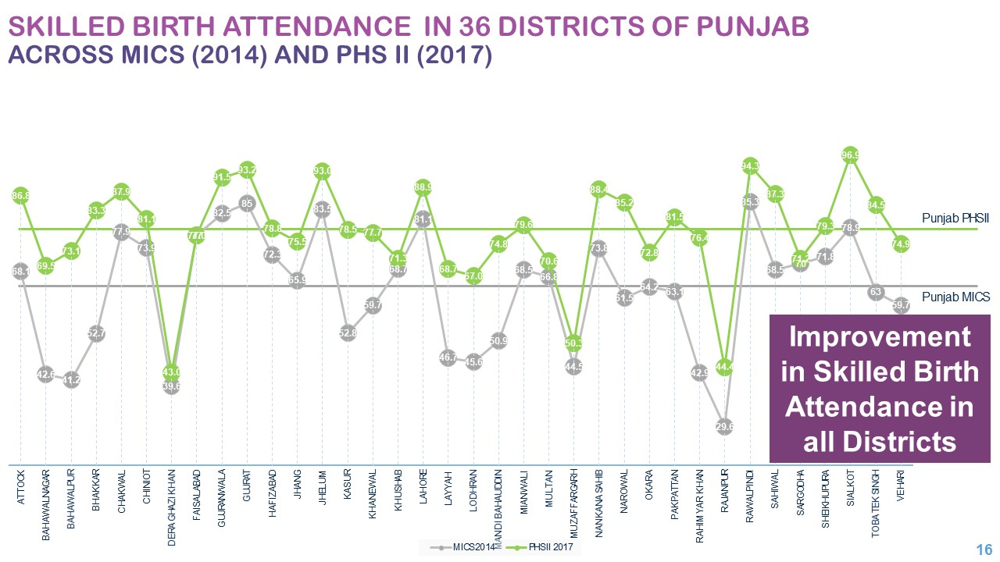 SKILLED BIRTH ATTENDANCE IN 36 DISTRICTS OF PUNJAB
ACROSS MICS (2014) AND PHS II (2017)
96.9
94.3
93.2
93.0
91.5
88.9
88.4
87.9
87.3
86.8
85.2
84.5
83.3
81.1
81.5
79.6
79.3
78.8
78.5
77.7
77.0
76.4
75.5
74.8
74.9
73.1
72.8
71.3
71.2
70.6
69.5
68.7
67.0
50.3
44.4
43.0
Punjab PHSII
85.3
85
83.5
82.5
81.1
78.9
77.9
73.9
73.8
72.3
71.8
70
68.7
68.5
68.5
68.1
66.8
65.9
64.2
63.1
63
61.5
59.7
59.7
52.8
52.7
50.9
46.7
45.6
44.5
42.9
42.6
41.2
39.6
29.6
Punjab MICS
Improvement
in Skilled Birth
Attendance in
all Districts
ATTOCK
BAHAWALNAGAR
BAHAWALPUR
BHAKKAR
CHAKWAL
CHINIOT
DERA GHAZI KHAN
FAISALABAD
GUJRANWALA
GUJRAT
HAFIZABAD
JHANG
JHELUM
KASUR
KHANEWAL
KHUSHAB
LAHORE
LAYYAH
LODHRAN
MANDI BAHAUDDIN
MIANWALI
MULTAN
MUZAFFARGARH
NANKANA SAHIB
NAROWAL
OKARA
PAKPATTAN
RAHIM YAR KHAN
RAJANPUR
RAWALPINDI
SAHIWAL
SARGODHA
SHEIKHUPURA
SIALKOT
TOBA TEK SINGH
VEHARI
MICS2014
PHSII 2017
16